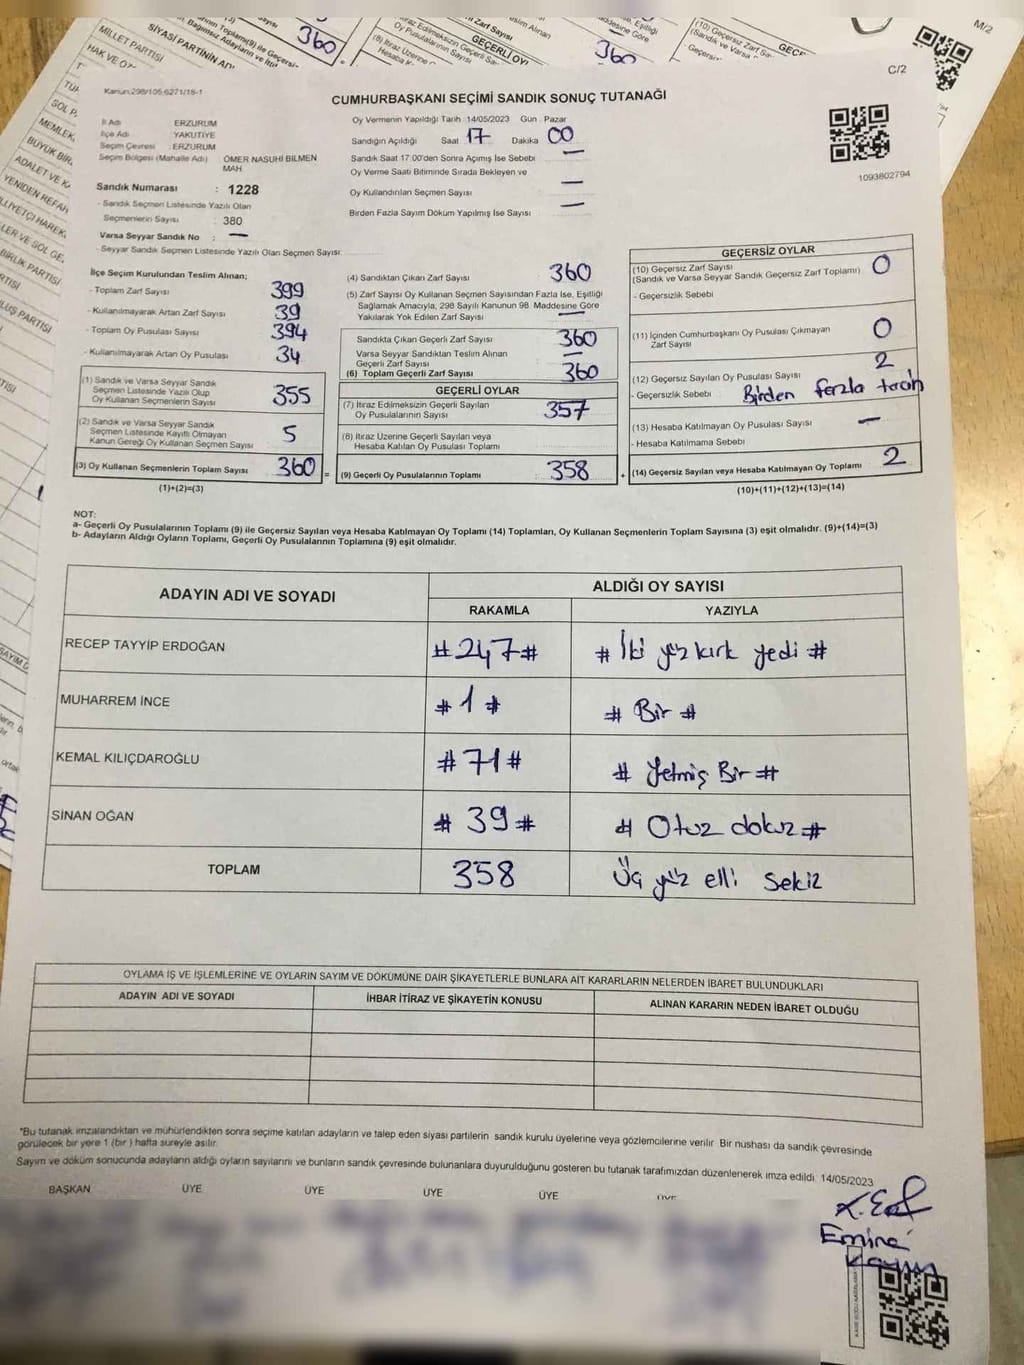 360
360
SİYASİ PARTİNİN
MİLLET PARTİSİ
GEÇERLİ OY
M/2
C/2
Kanun:298/105.6271/18-1
CUMHURBAŞKANI SEÇİMİ SANDIK SONUÇ TUTANAĞI
İl Adı : ERZURUM
İlçe Adı : YAKUTİYE
Seçim Çevresi : ERZURUM
Seçim Bölgesi (Mahalle Adı) : ÖMER NASUHİ BİLMEN MAH.
Sandık Numarası : 1228
- Sandık Seçmen Listesinde Yazılı Olan
Seçmenlerin Sayısı : 380
Varsa Seyyar Sandık No : —
- Seyyar Sandık Seçmen Listesinde Yazılı Olan Seçmen Sayısı:
Oy Vermenin Yapıldığı Tarih :14/05/2023 Gün : Pazar
Sandığın Açıldığı Saat 17 Dakika 00
Sandık Saat 17:00'den Sonra Açılmış İse Sebebi —
Oy Verme Saati Bitiminde Sırada Bekleyen ve
Oy Kullandırılan Seçmen Sayısı —
Birden Fazla Sayım Döküm Yapılmış İse Sayısı —
1093802794
İlçe Seçim Kurulundan Teslim Alınan;
- Toplam Zarf Sayısı 399
- Kullanılmayarak Artan Zarf Sayısı 39
- Toplam Oy Pusulası Sayısı 394
- Kullanılmayarak Artan Oy Pusulası 34
(1) Sandık ve Varsa Seyyar Sandık
Seçmen Listesinde Yazılı Olup
Oy Kullanan Seçmenlerin Sayısı 355
(2) Sandık ve Varsa Seyyar Sandık
Seçmen Listesinde Kayıtlı Olmayan
Kanun Gereği Oy Kullanan Seçmen Sayısı 5
(3) Oy Kullanan Seçmenlerin Toplam Sayısı 360 =
(1)+(2)=(3)
(4) Sandıktan Çıkan Zarf Sayısı 360
(5) Zarf Sayısı Oy Kullanan Seçmen Sayısından Fazla İse, Eşitliği
Sağlamak Amacıyla, 298 Sayılı Kanunun 98. Maddesine Göre
Yakılarak Yok Edilen Zarf Sayısı —
Sandıkta Çıkan Geçerli Zarf Sayısı 360
Varsa Seyyar Sandıktan Teslim Alınan
Geçerli Zarf Sayısı —
(6) Toplam Geçerli Zarf Sayısı 360
GEÇERLİ OYLAR
(7) İtiraz Edilmeksizin Geçerli Sayılan
Oy Pusulalarının Sayısı 357
(8) İtiraz Üzerine Geçerli Sayılan veya
Hesaba Katılan Oy Pusulası Toplamı
(9) Geçerli Oy Pusulalarının Toplamı 358 +
GEÇERSİZ OYLAR
(10) Geçersiz Zarf Sayısı 0
(Sandık ve Varsa Seyyar Sandık Geçersiz Zarf Toplamı)
- Geçersizlik Sebebi
(11) İçinden Cumhurbaşkanı Oy Pusulası Çıkmayan
Zarf Sayısı 0
(12) Geçersiz Sayılan Oy Pusulası Sayısı 2
- Geçersizlik Sebebi Birden fazla tercih
(13) Hesaba Katılmayan Oy Pusulası Sayısı —
- Hesaba Katılmama Sebebi
(14) Geçersiz Sayılan veya Hesaba Katılmayan Oy Toplamı 2
(10)+(11)+(12)+(13)=(14)
NOT:
a- Geçerli Oy Pusulalarının Toplamı (9) ile Geçersiz Sayılan veya Hesaba Katılmayan Oy Toplamı (14) Toplamları, Oy Kullanan Seçmenlerin Toplam Sayısına (3) eşit olmalıdır. (9)+(14)=(3)
b- Adayların Aldığı Oyların Toplamı, Geçerli Oy Pusulalarının Toplamına (9) eşit olmalıdır.
ADAYIN ADI VE SOYADI ALDIĞI OY SAYISI
RAKAMLA YAZIYLA
RECEP TAYYİP ERDOĞAN #247# # İki yüz kırk yedi #
MUHARREM İNCE #1# # Bir #
KEMAL KILIÇDAROĞLU #71# # Yetmiş Bir #
SİNAN OĞAN #39# # Otuz dokuz #
TOPLAM 358 Üç yüz elli sekiz
OYLAMA İŞ VE İŞLEMLERİNE VE OYLARIN SAYIM VE DÖKÜMÜNE DAİR ŞİKAYETLERLE BUNLARA AİT KARARLARIN NELERDEN İBARET BULUNDUKLARI
ADAYIN ADI VE SOYADI İHBAR İTİRAZ VE ŞİKAYETİN KONUSU ALINAN KARARIN NEDEN İBARET OLDUĞU
*Bu tutanak imzalandıktan ve mühürlendikten sonra seçime katılan adayların ve talep eden siyasi partilerin sandık kurulu üyelerine veya gözlemcilerine verilir. Bir nüshası da sandık çevresinde
görülecek bir yere 1 (bir) hafta süreyle asılır.
Sayım ve döküm sonucunda adayların aldığı oyların sayılarını ve bunların sandık çevresinde bulunanlara duyurulduğunu gösteren bu tutanak tarafımızdan düzenlenerek imza edildi. 14/05/2023
BAŞKAN ÜYE ÜYE ÜYE ÜYE ÜYE
Emine